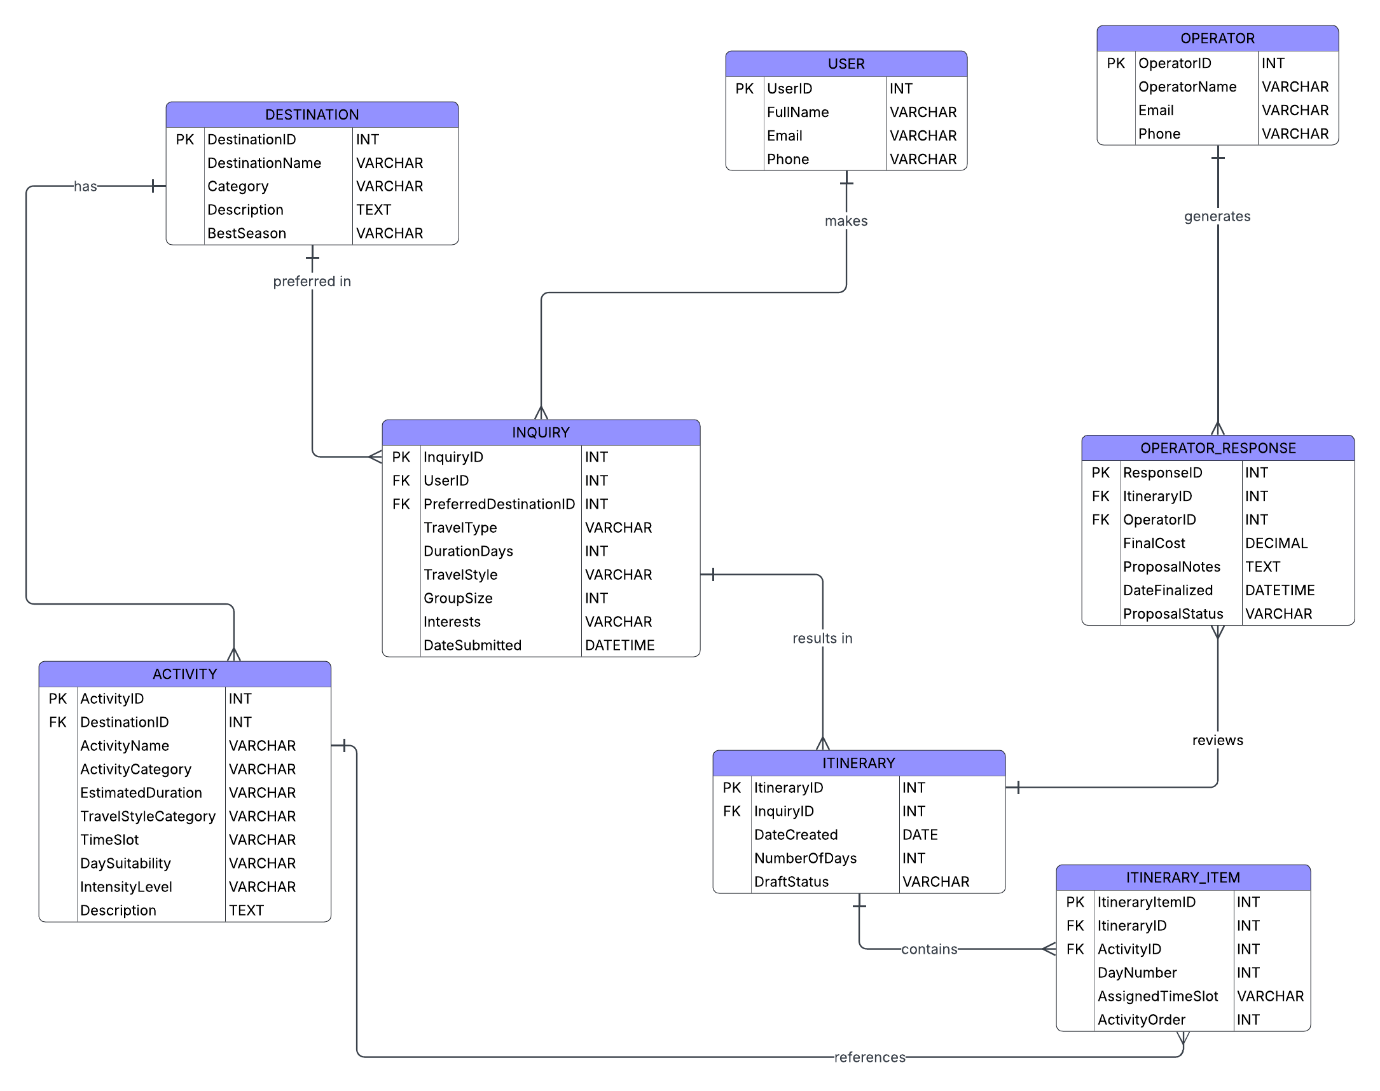 OPERATOR
PK OperatorID INT
OperatorName VARCHAR
Email VARCHAR
Phone VARCHAR
USER
PK UserID INT
FullName VARCHAR
Email VARCHAR
Phone VARCHAR
DESTINATION
PK DestinationID INT
DestinationName VARCHAR
Category VARCHAR
Description TEXT
BestSeason VARCHAR
has
makes
generates
preferred in
INQUIRY
PK InquiryID INT
FK UserID INT
FK PreferredDestinationID INT
TravelType VARCHAR
DurationDays INT
TravelStyle VARCHAR
GroupSize INT
Interests VARCHAR
DateSubmitted DATETIME
OPERATOR_RESPONSE
PK ResponseID INT
FK ItineraryID INT
FK OperatorID INT
FinalCost DECIMAL
ProposalNotes TEXT
DateFinalized DATETIME
ProposalStatus VARCHAR
results in
ACTIVITY
PK ActivityID INT
FK DestinationID INT
ActivityName VARCHAR
ActivityCategory VARCHAR
EstimatedDuration VARCHAR
TravelStyleCategory VARCHAR
TimeSlot VARCHAR
DaySuitability VARCHAR
IntensityLevel VARCHAR
Description TEXT
reviews
ITINERARY
PK ItineraryID INT
FK InquiryID INT
DateCreated DATE
NumberOfDays INT
DraftStatus VARCHAR
ITINERARY_ITEM
PK ItineraryItemID INT
FK ItineraryID INT
FK ActivityID INT
DayNumber INT
AssignedTimeSlot VARCHAR
ActivityOrder INT
contains
references